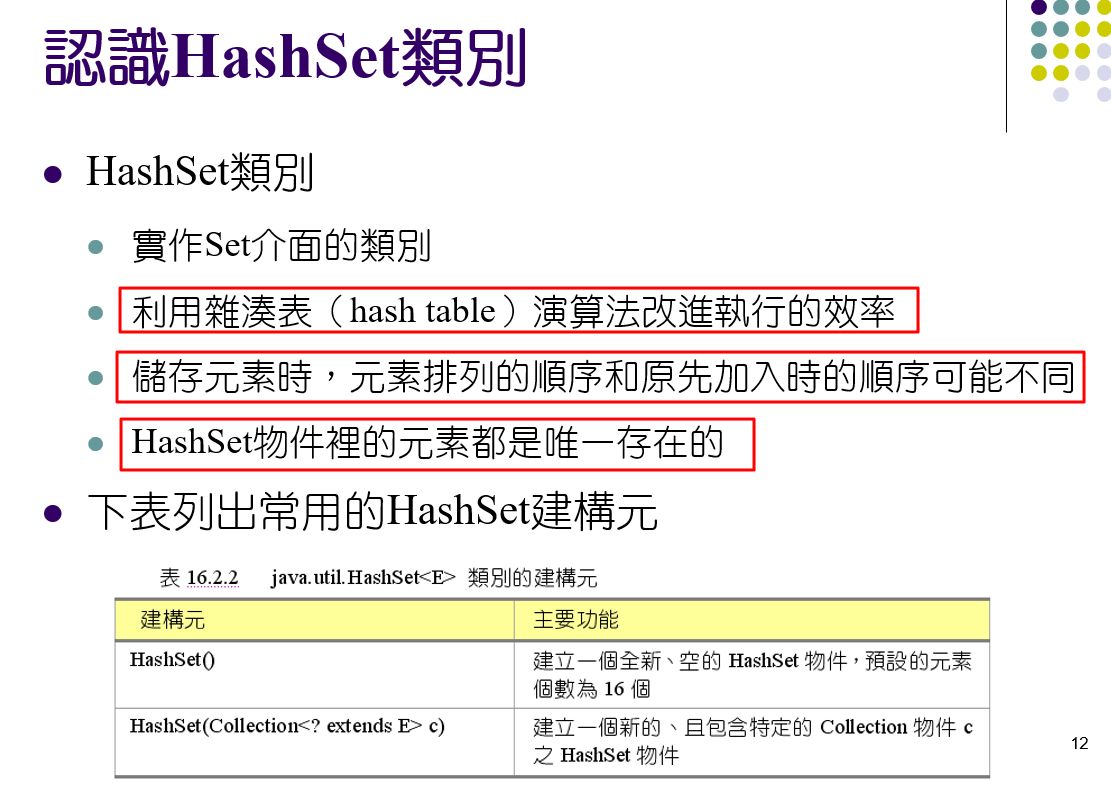 認識HashSet類別
HashSet類別
實作Set介面的類別
利用雜湊表（hash table）演算法改進執行的效率
儲存元素時，元素排列的順序和原先加入時的順序可能不同
HashSet物件裡的元素都是唯一存在的
下表列出常用的HashSet建構元
表 16.2.2 java.util.HashSet<E> 類別的建構元
建構元 主要功能
HashSet() 建立一個全新、空的 HashSet 物件，預設的元素
個數為 16 個
HashSet(Collection<? extends E> c) 建立一個新的、且包含特定的 Collection 物件 c
之 HashSet 物件
12